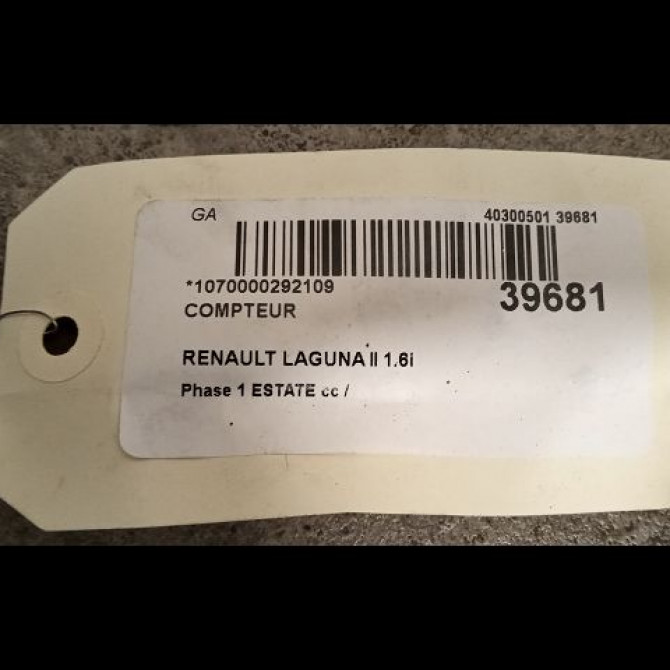 GA 40300501 39681
*1070000292109 39681
COMPTEUR
RENAULT LAGUNA II 1.6i
Phase 1 ESTATE cc /